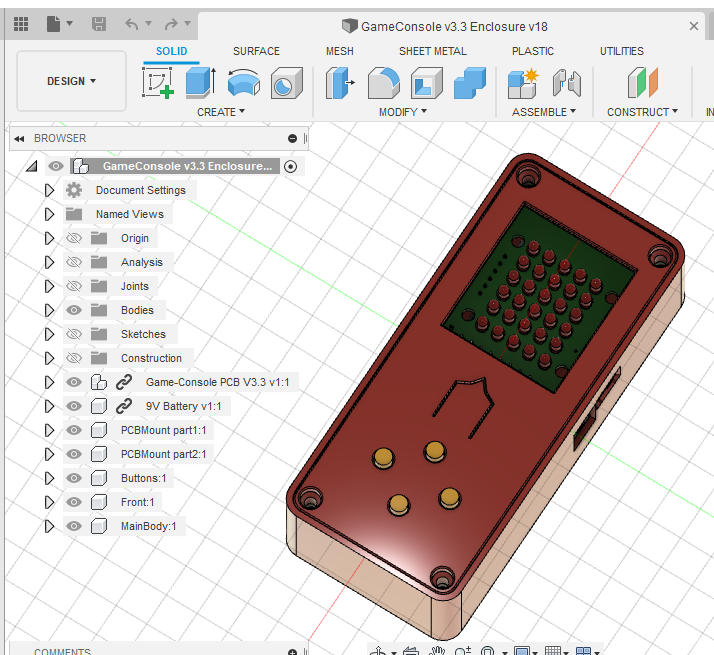 GameConsole v3.3 Enclosure v18
SOLID
SURFACE
MESH
SHEET METAL
PLASTIC
UTILITIES
DESIGN
CREATE
MODIFY
ASSEMBLE
CONSTRUCT
IN
BROWSER
GameConsole v3.3 Enclosure...
Document Settings
Named Views
Origin
Analysis
Joints
Bodies
Sketches
Construction
Game-Console PCB V3.3 v1:1
9V Battery v1:1
PCBMount part1:1
PCBMount part2:1
Buttons:1
Front:1
MainBody:1
COMMENTS